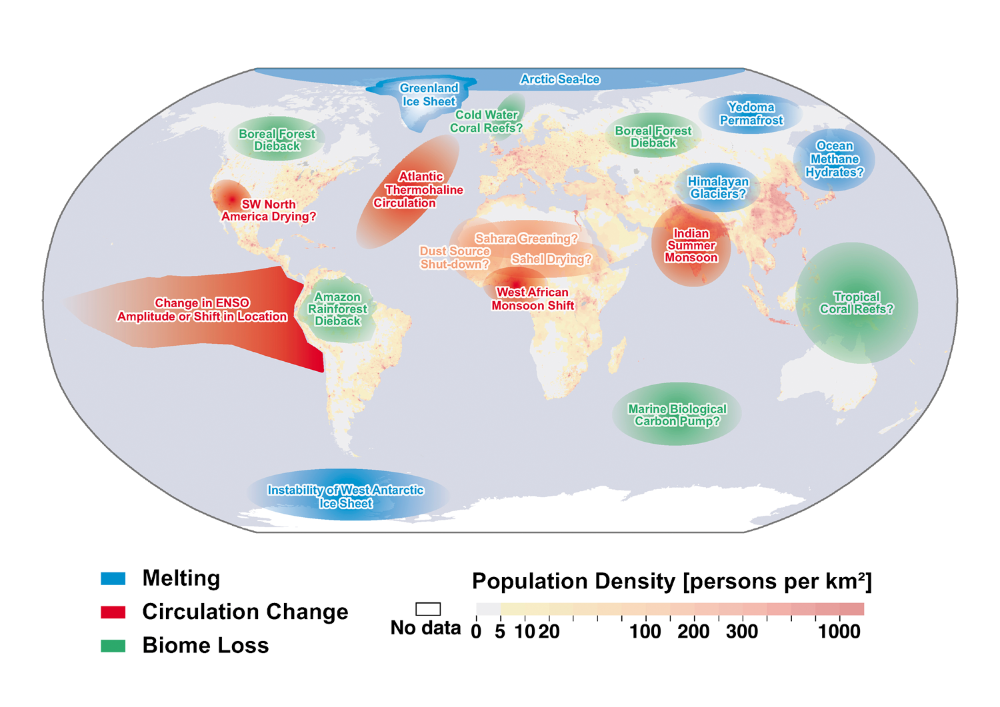 Arctic Sea-Ice
Greenland
Ice Sheet
Yedoma
Permafrost
Cold Water
Coral Reefs?
Boreal Forest
Dieback
Boreal Forest
Dieback
Ocean
Methane
Hydrates?
Atlantic
Thermohaline
Circulation
Himalayan
Glaciers?
SW North
America Drying?
Indian
Summer
Monsoon
Sahara Greening?
Dust Source
Shut-down?
Sahel Drying?
West African
Monsoon Shift
Change in ENSO
Amplitude or Shift in Location
Amazon
Rainforest
Dieback
Tropical
Coral Reefs?
Marine Biological
Carbon Pump?
Instability of West Antarctic
Ice Sheet
Melting
Circulation Change
Biome Loss
No data
Population Density [persons per km²]
0 5 10 20 100 200 300 1000